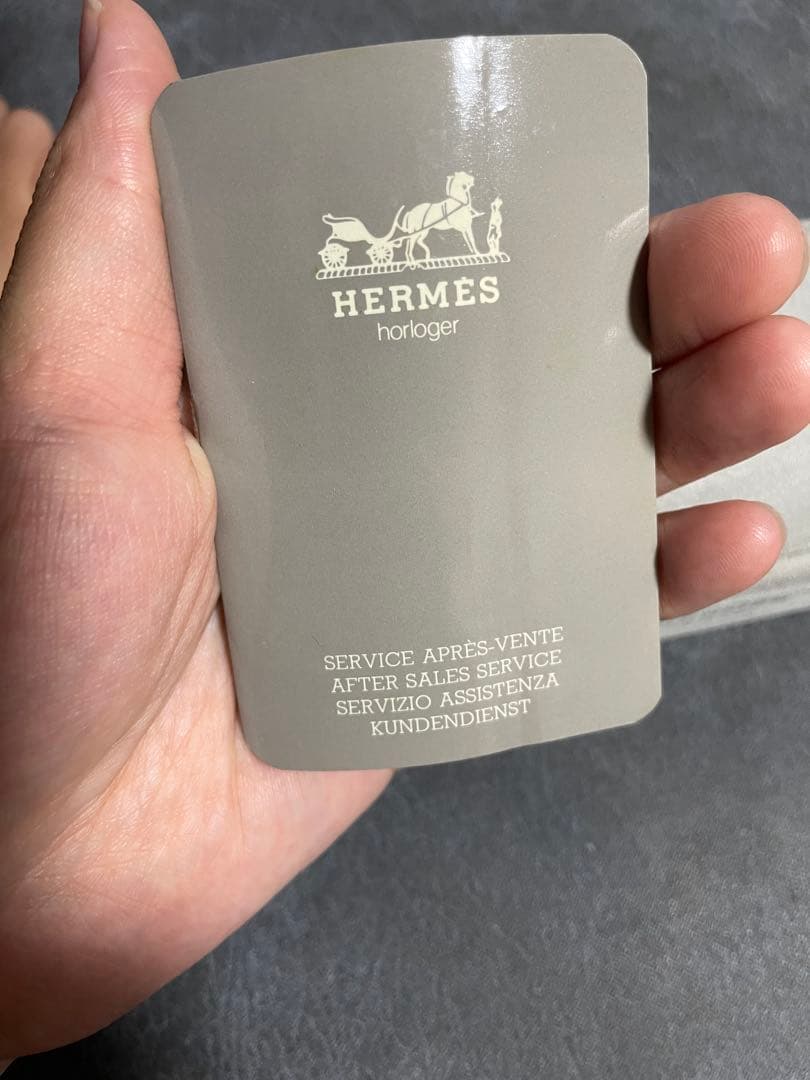 HERMÈS
horloger
SERVICE APRÈS-VENTE
AFTER SALES SERVICE
SERVIZIO ASSISTENZA
KUNDENDIENST